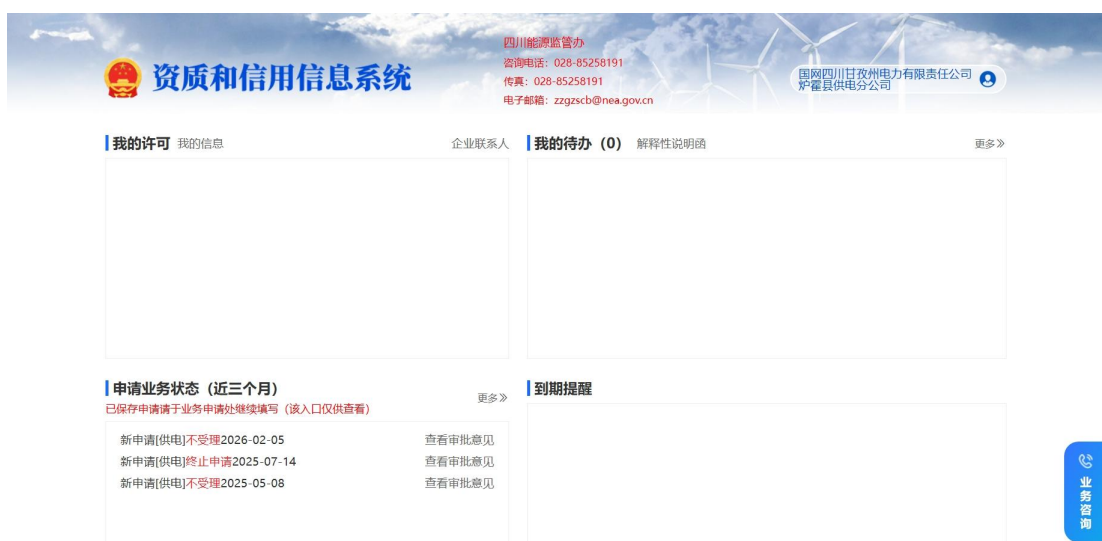 四川能源监管办
咨询电话：028-85258191
传真：028-85258191
电子邮箱：zzgzscb@nea.gov.cn
资质和信用信息系统
国网四川甘孜州电力有限责任公司
炉霍县供电分公司
我的许可 我的信息 企业联系人
我的待办（0） 解释性说明函 更多》
申请业务状态（近三个月） 更多》
已保存申请请于业务申请处继续填写（该入口仅供查看）
新申请[供电]不受理2026-02-05 查看审批意见
新申请[供电]终止申请2025-07-14 查看审批意见
新申请[供电]不受理2025-05-08 查看审批意见
到期提醒
业务咨询